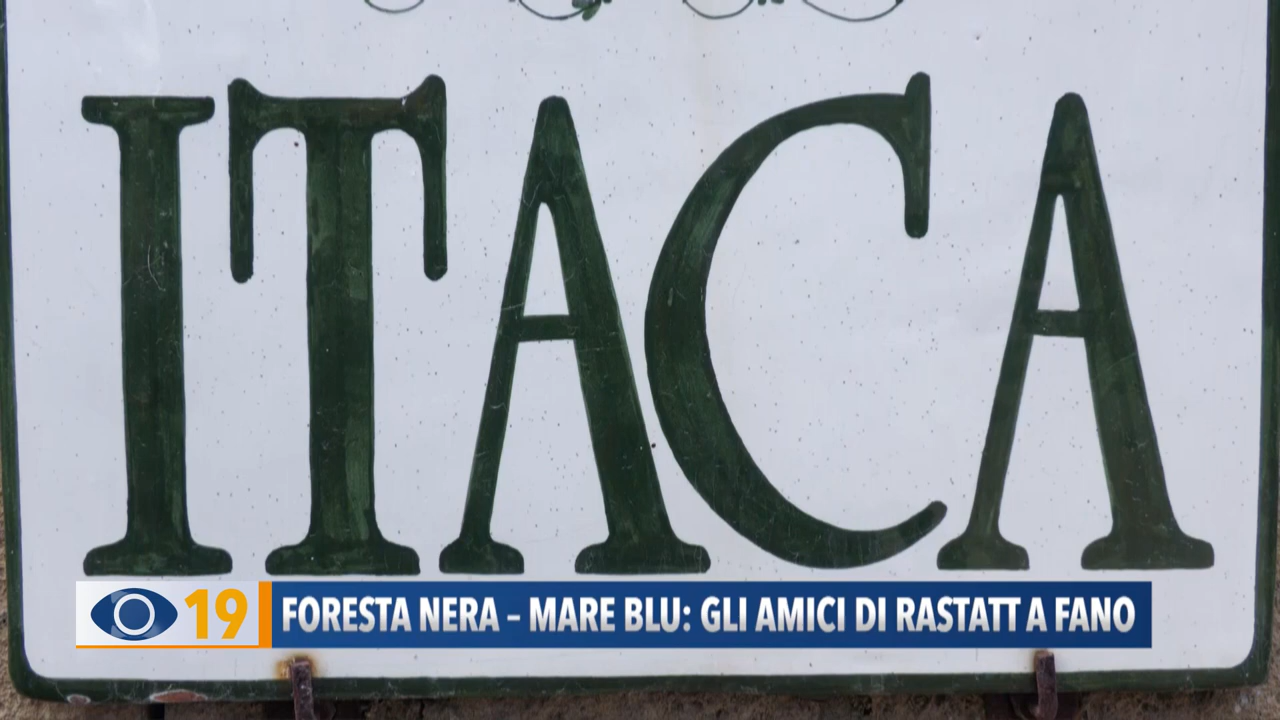 ITACA
19 FORESTA NERA – MARE BLU: GLI AMICI DI RASTATT A FANO